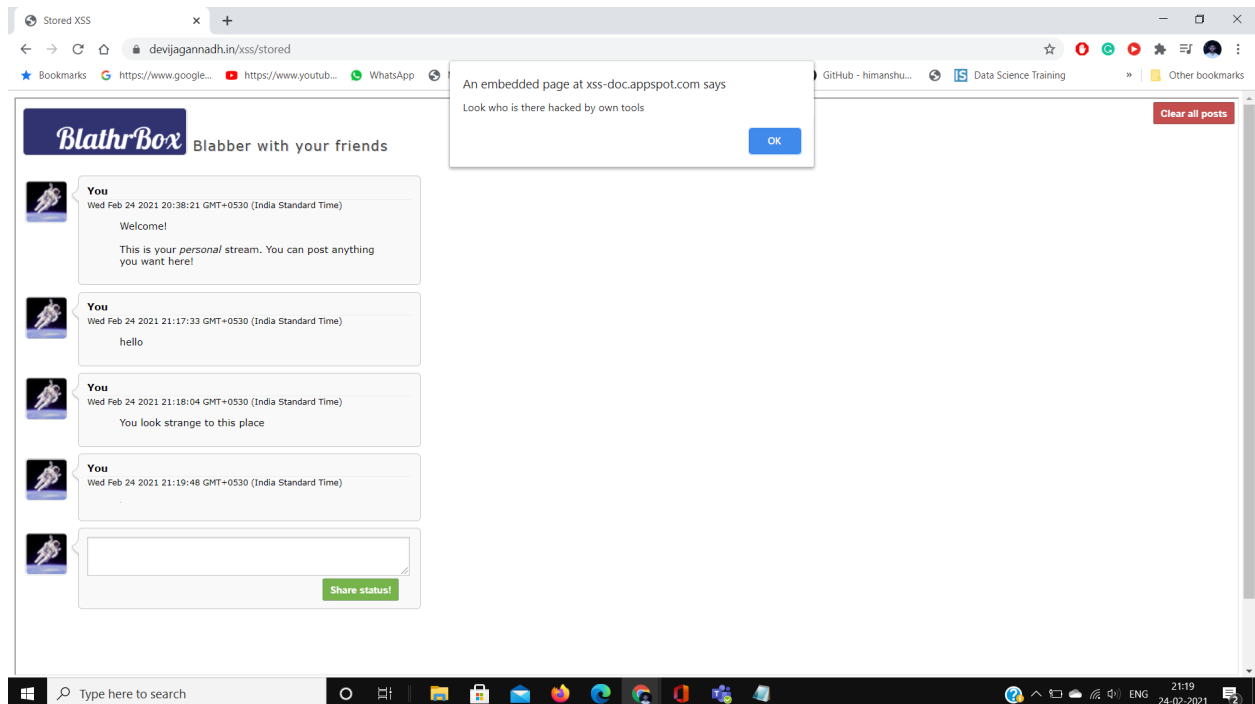 Stored XSS
devijagannadh.in/xss/stored
Bookmarks https://www.google... https://www.youtub... WhatsApp GitHub - himanshu... Data Science Training » Other bookmarks
An embedded page at xss-doc.appspot.com says
Look who is there hacked by own tools
OK
Clear all posts
BlathrBox Blabber with your friends
You
Wed Feb 24 2021 20:38:21 GMT+0530 (India Standard Time)
Welcome!
This is your personal stream. You can post anything
you want here!
You
Wed Feb 24 2021 21:17:33 GMT+0530 (India Standard Time)
hello
You
Wed Feb 24 2021 21:18:04 GMT+0530 (India Standard Time)
You look strange to this place
You
Wed Feb 24 2021 21:19:48 GMT+0530 (India Standard Time)
Share status!
Type here to search
ENG
21:19
24-02-2021
2